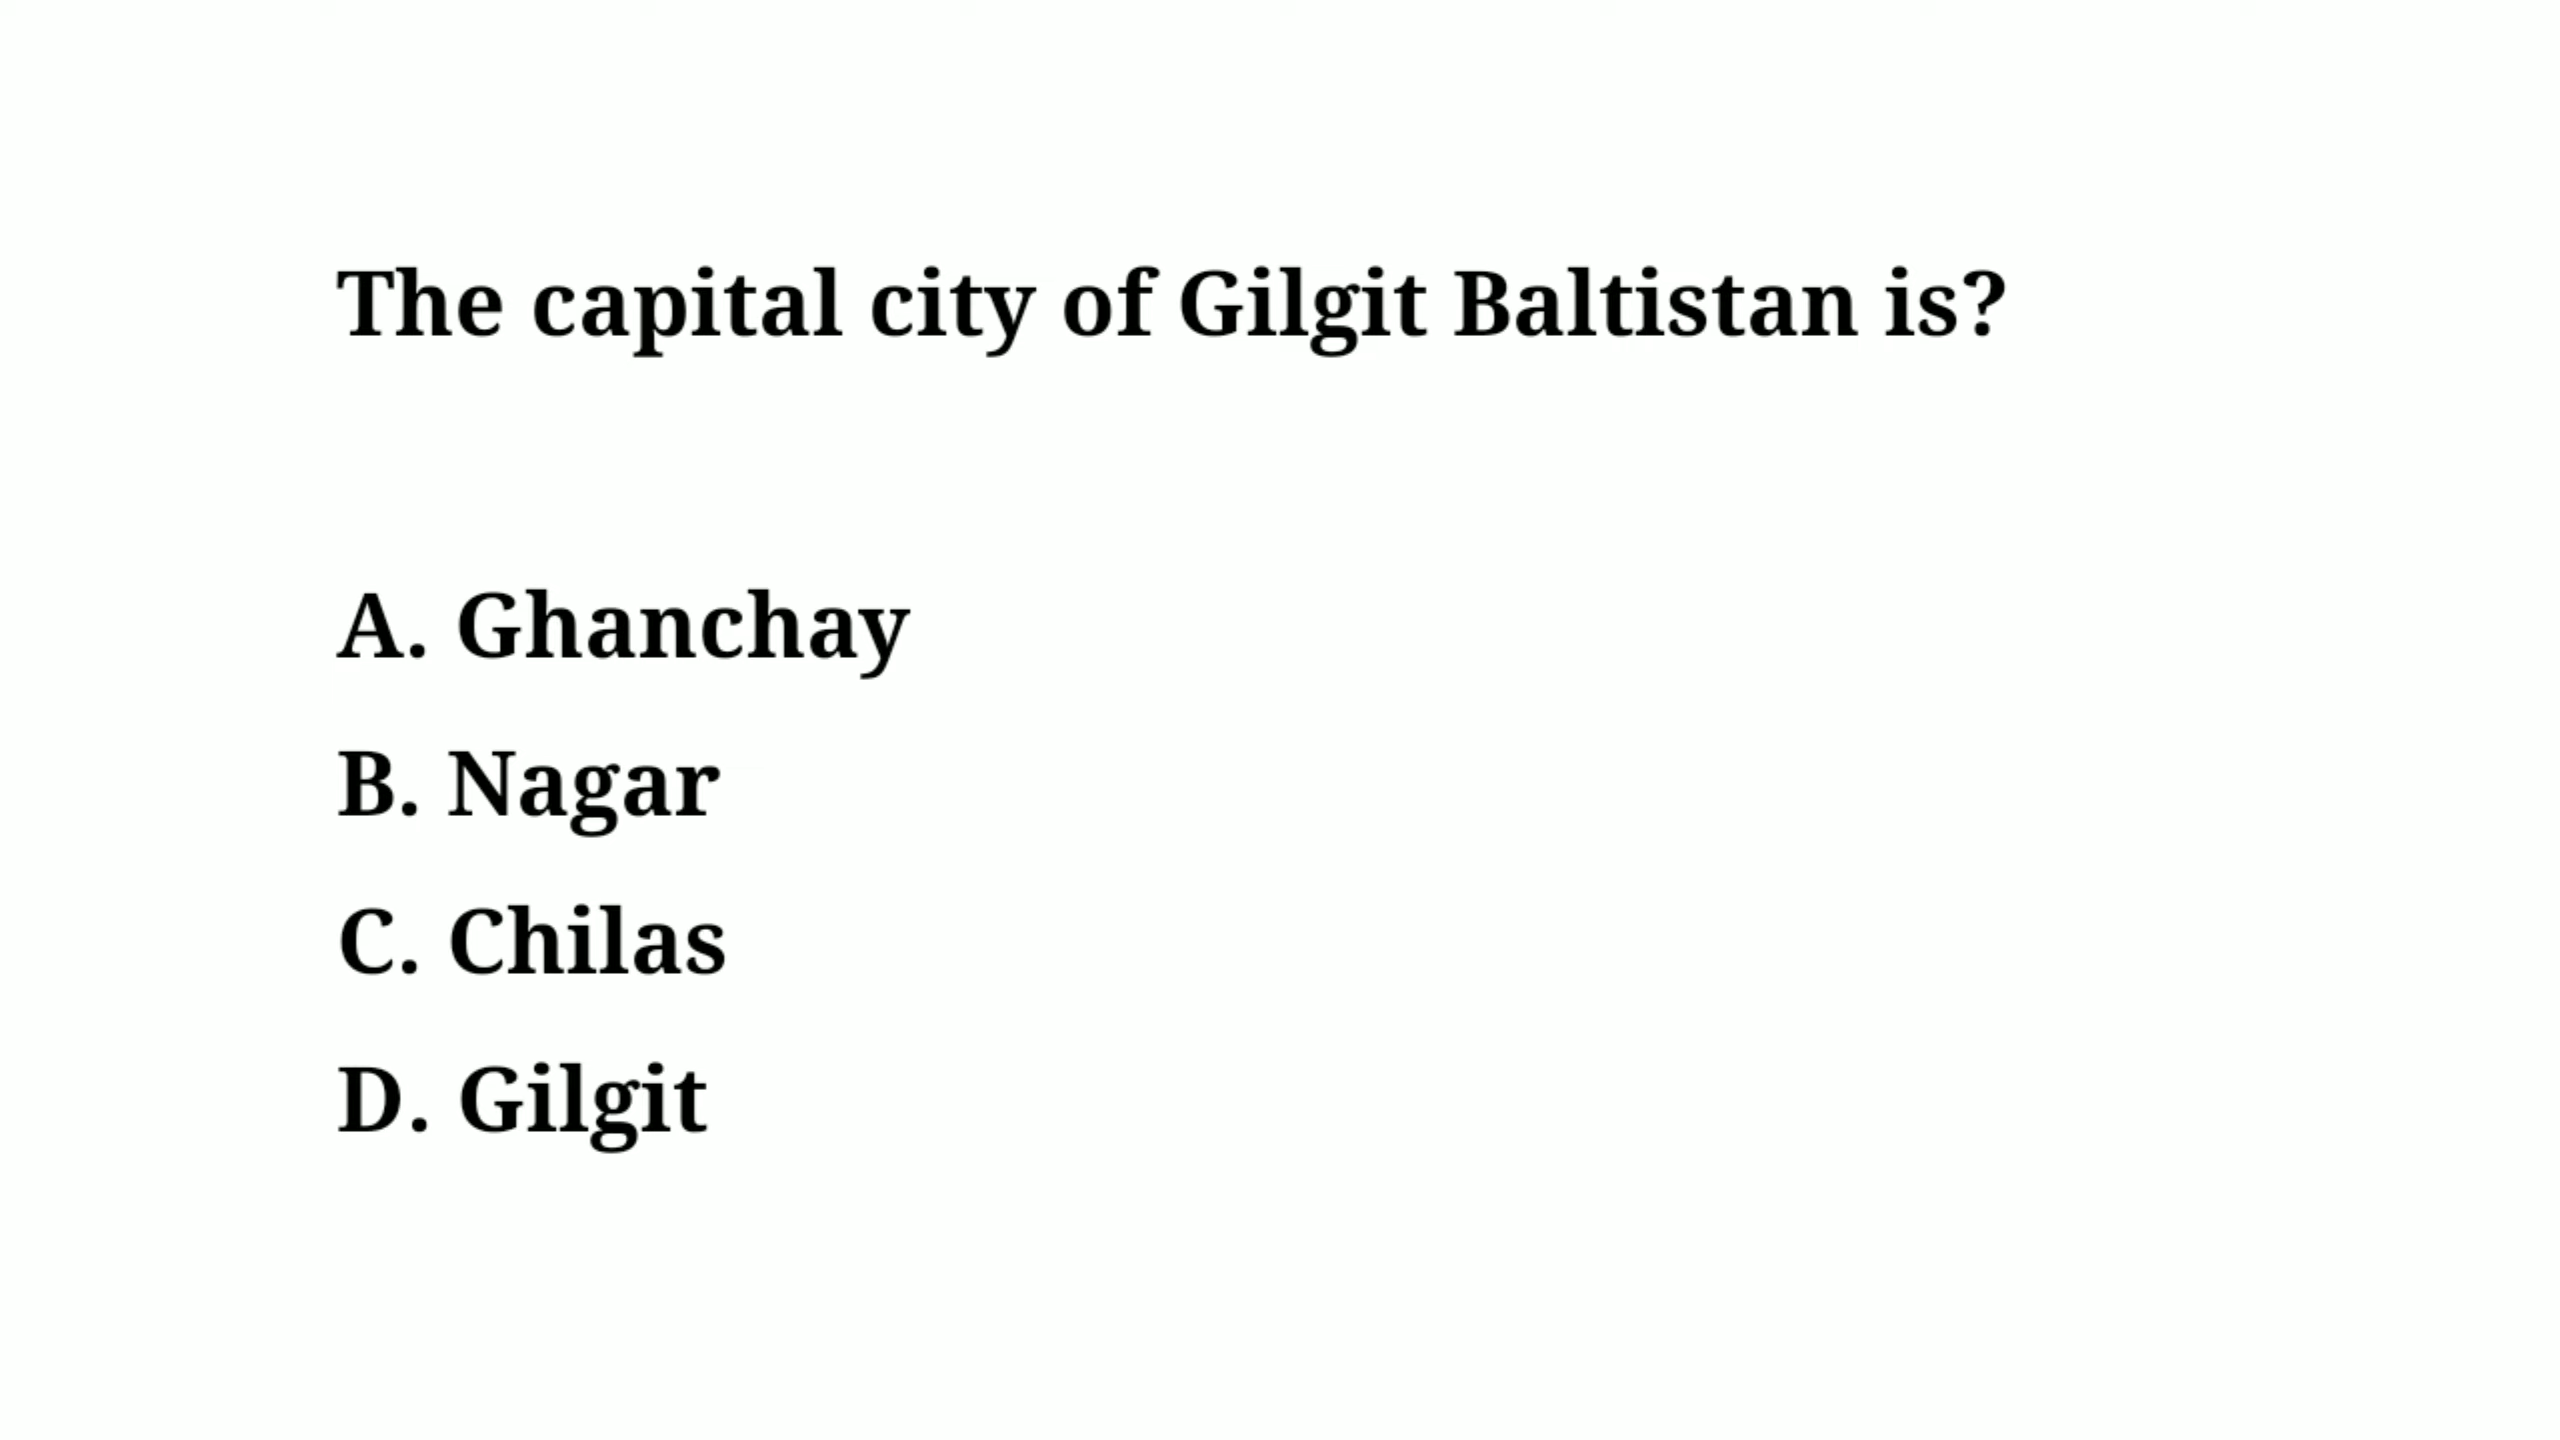 The capital city of Gilgit Baltistan is?
A. Ghanchay
B. Nagar
C. Chilas
D. Gilgit